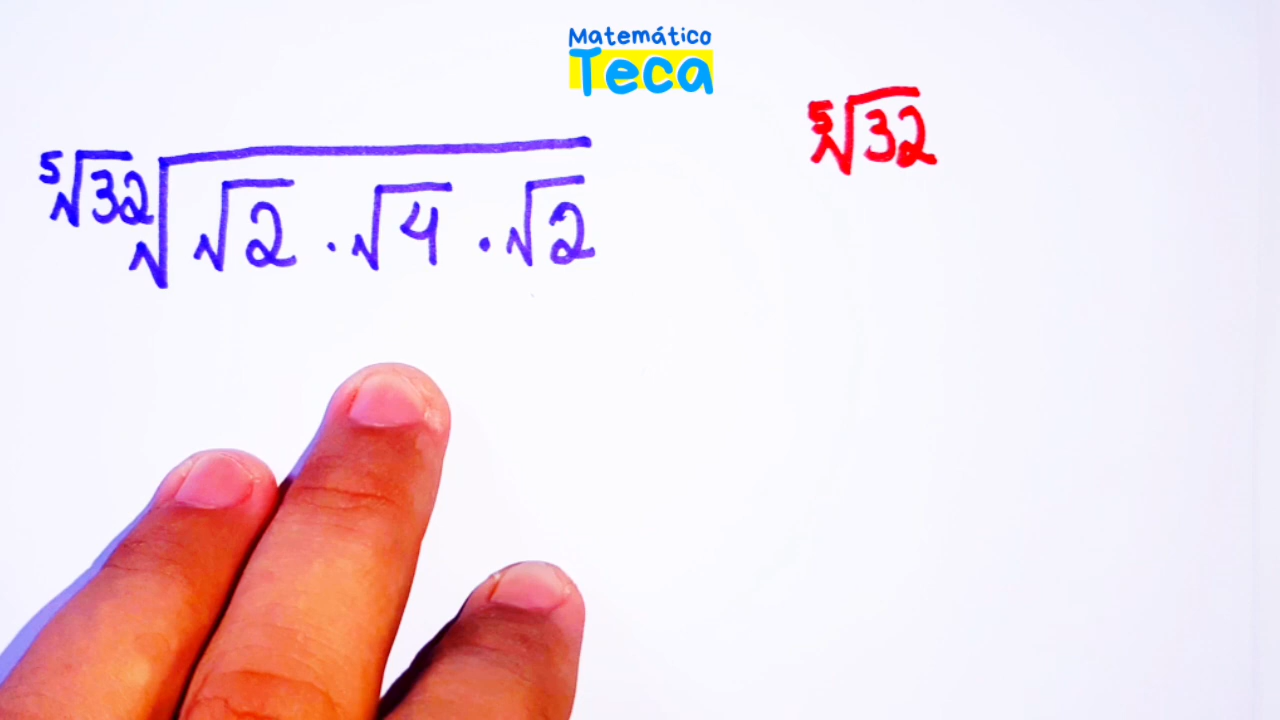 Matemático
Teca
⁵√32
⁵√32√(√2 . √4 . √2)